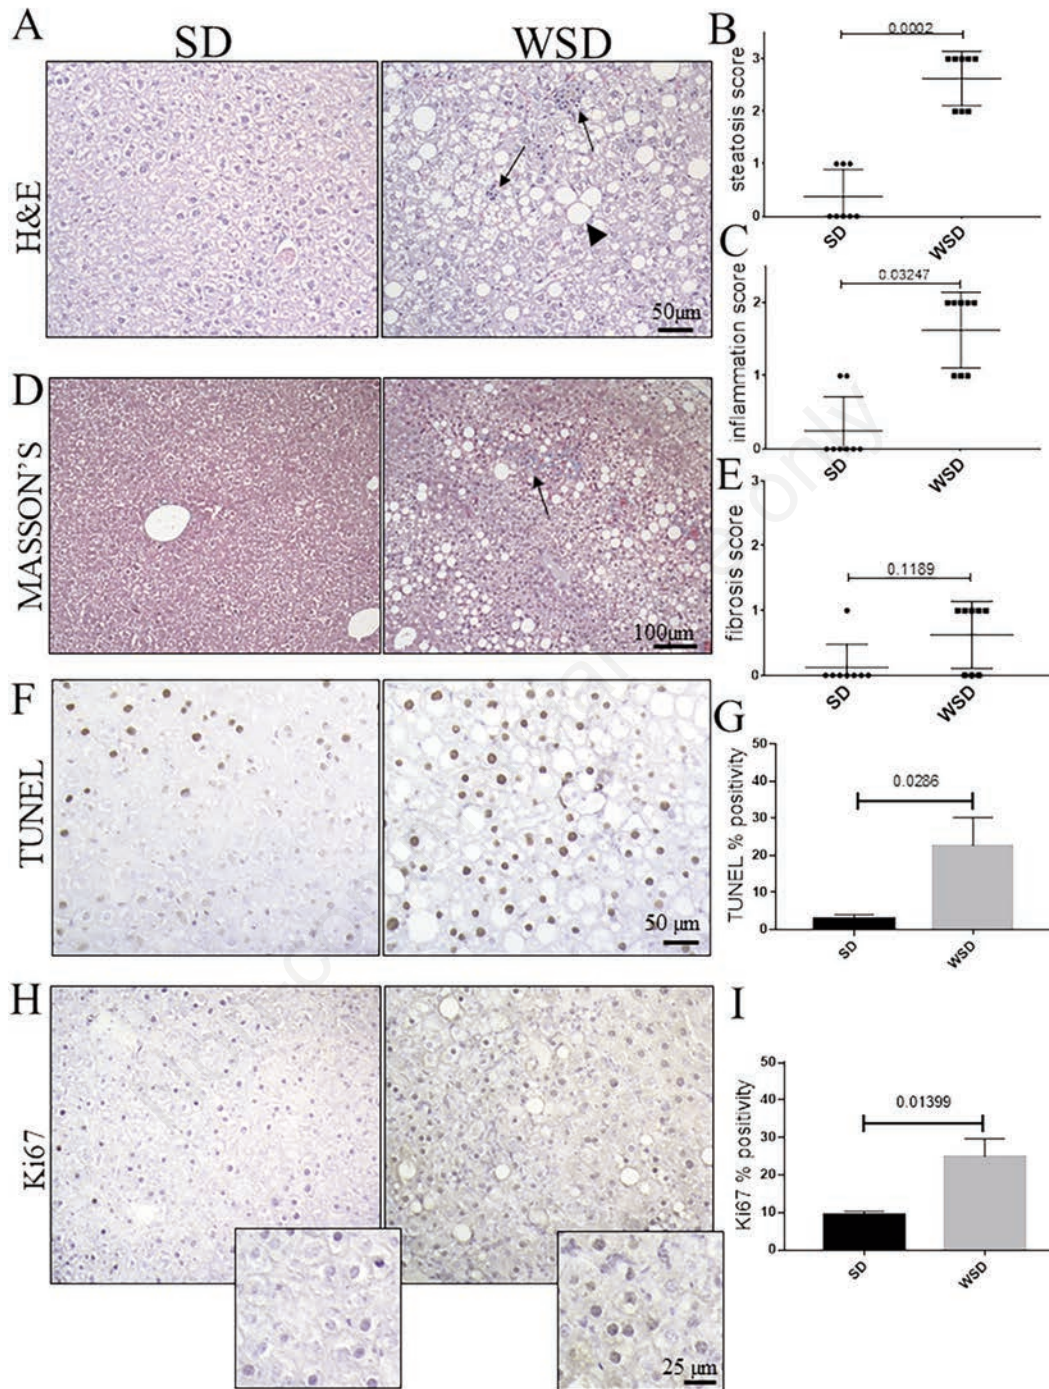 A
SD
WSD
H&E
50µm
B
steatosis score
0.0002
3
2
1
0
SD
WSD
C
inflammation score
0.03247
2
1
0
SD
WSD
D
MASSON'S
100µm
E
fibrosis score
0.1189
3
2
1
0
SD
WSD
F
TUNEL
50 µm
G
TUNEL % positivity
0.0286
50
40
30
20
10
0
SD
WSD
H
Ki67
25 µm
I
Ki67 % positivity
0.01399
50
40
30
20
10
0
SD
WSD
only